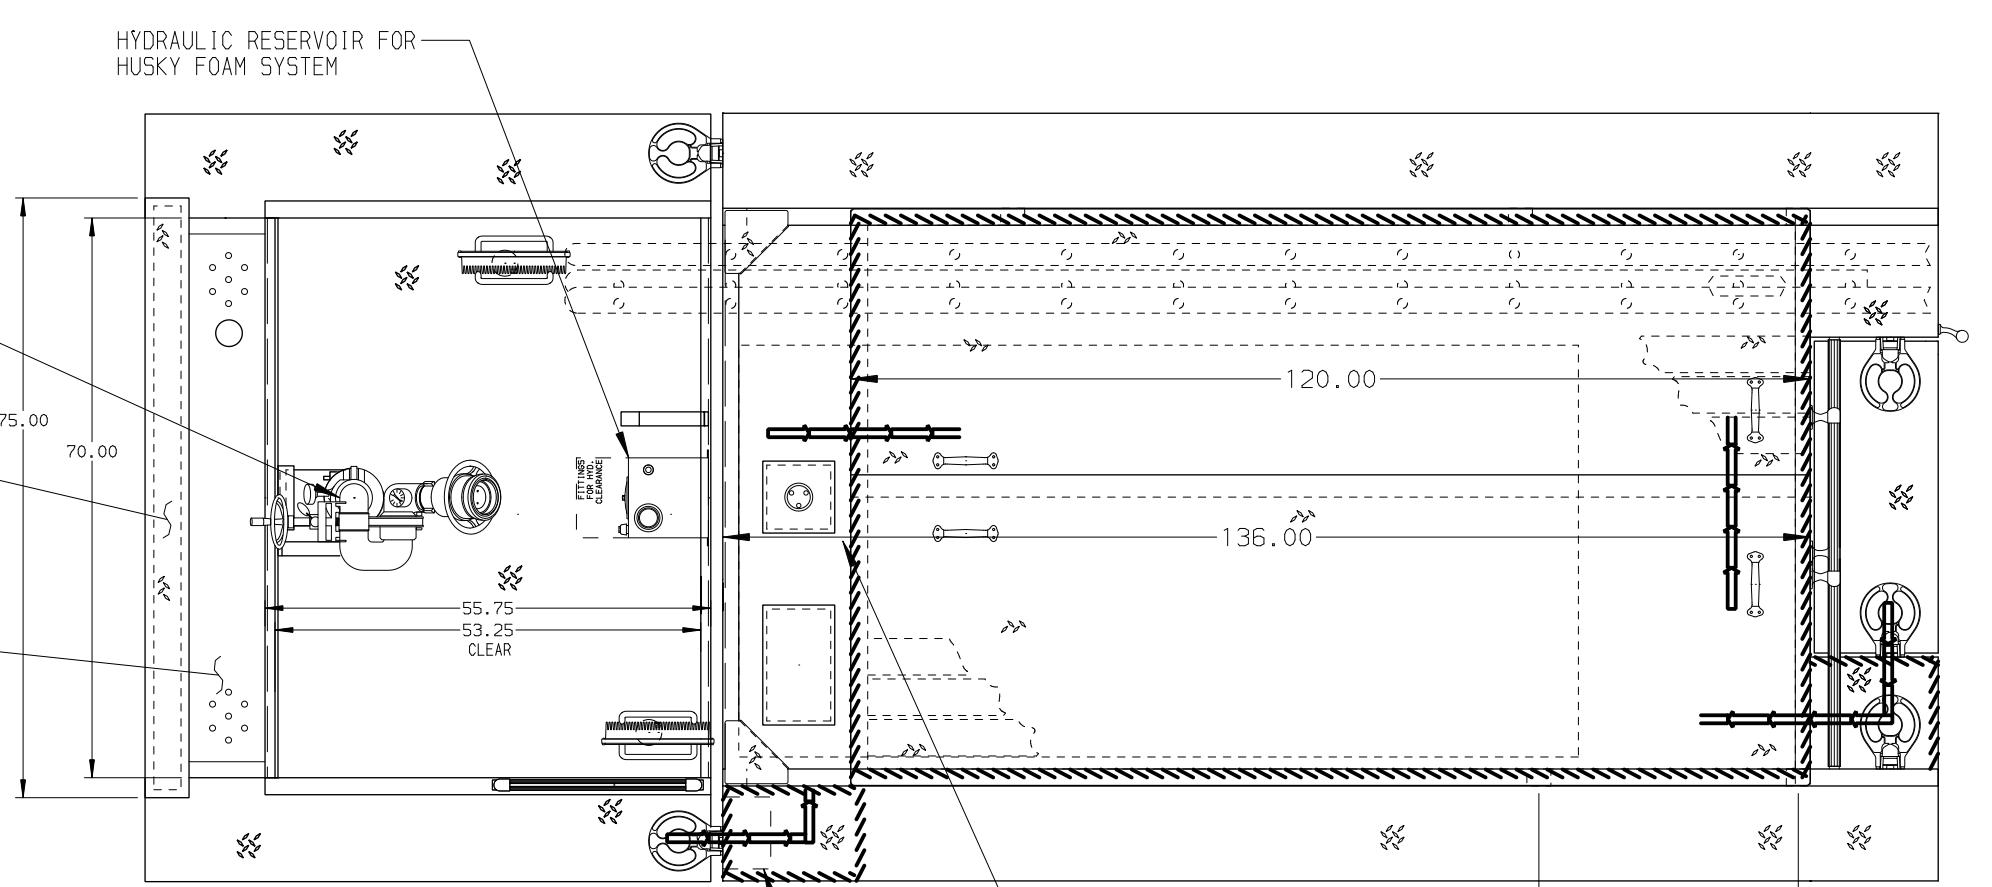 HYDRAULIC RESERVOIR FOR
HUSKY FOAM SYSTEM
120.00
75.00
70.00
FITTINGS
FOR HYD.
CLEARANCE
136.00
55.75
53.25
CLEAR